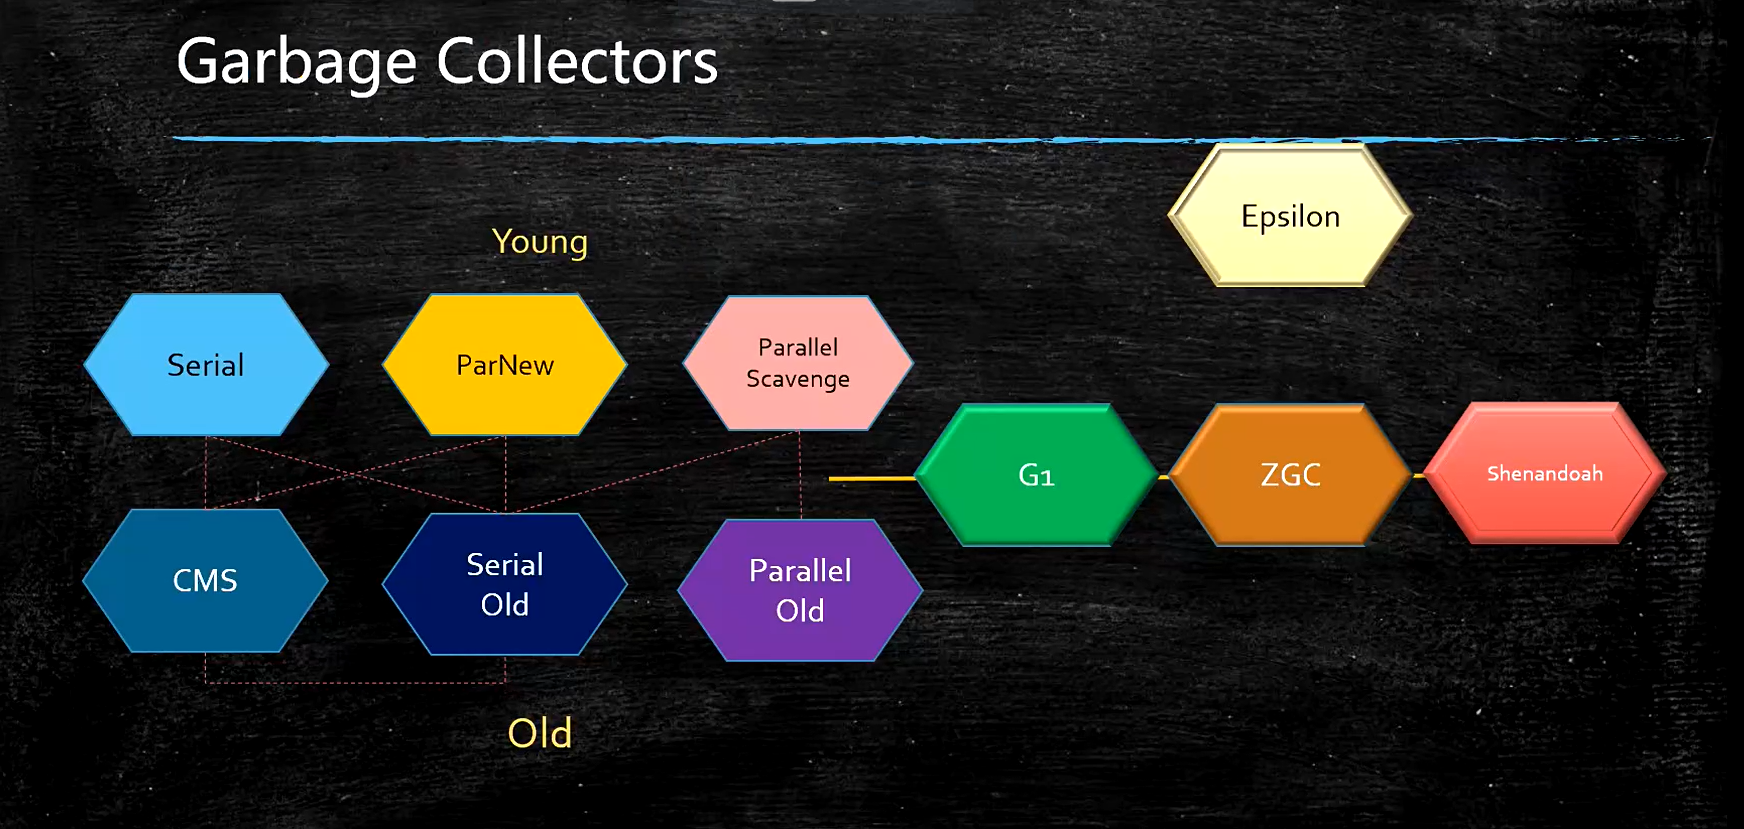 Garbage Collectors
Epsilon
Young
Serial
ParNew
Parallel
Scavenge
G1
ZGC
Shenandoah
CMS
Serial
Old
Parallel
Old
Old